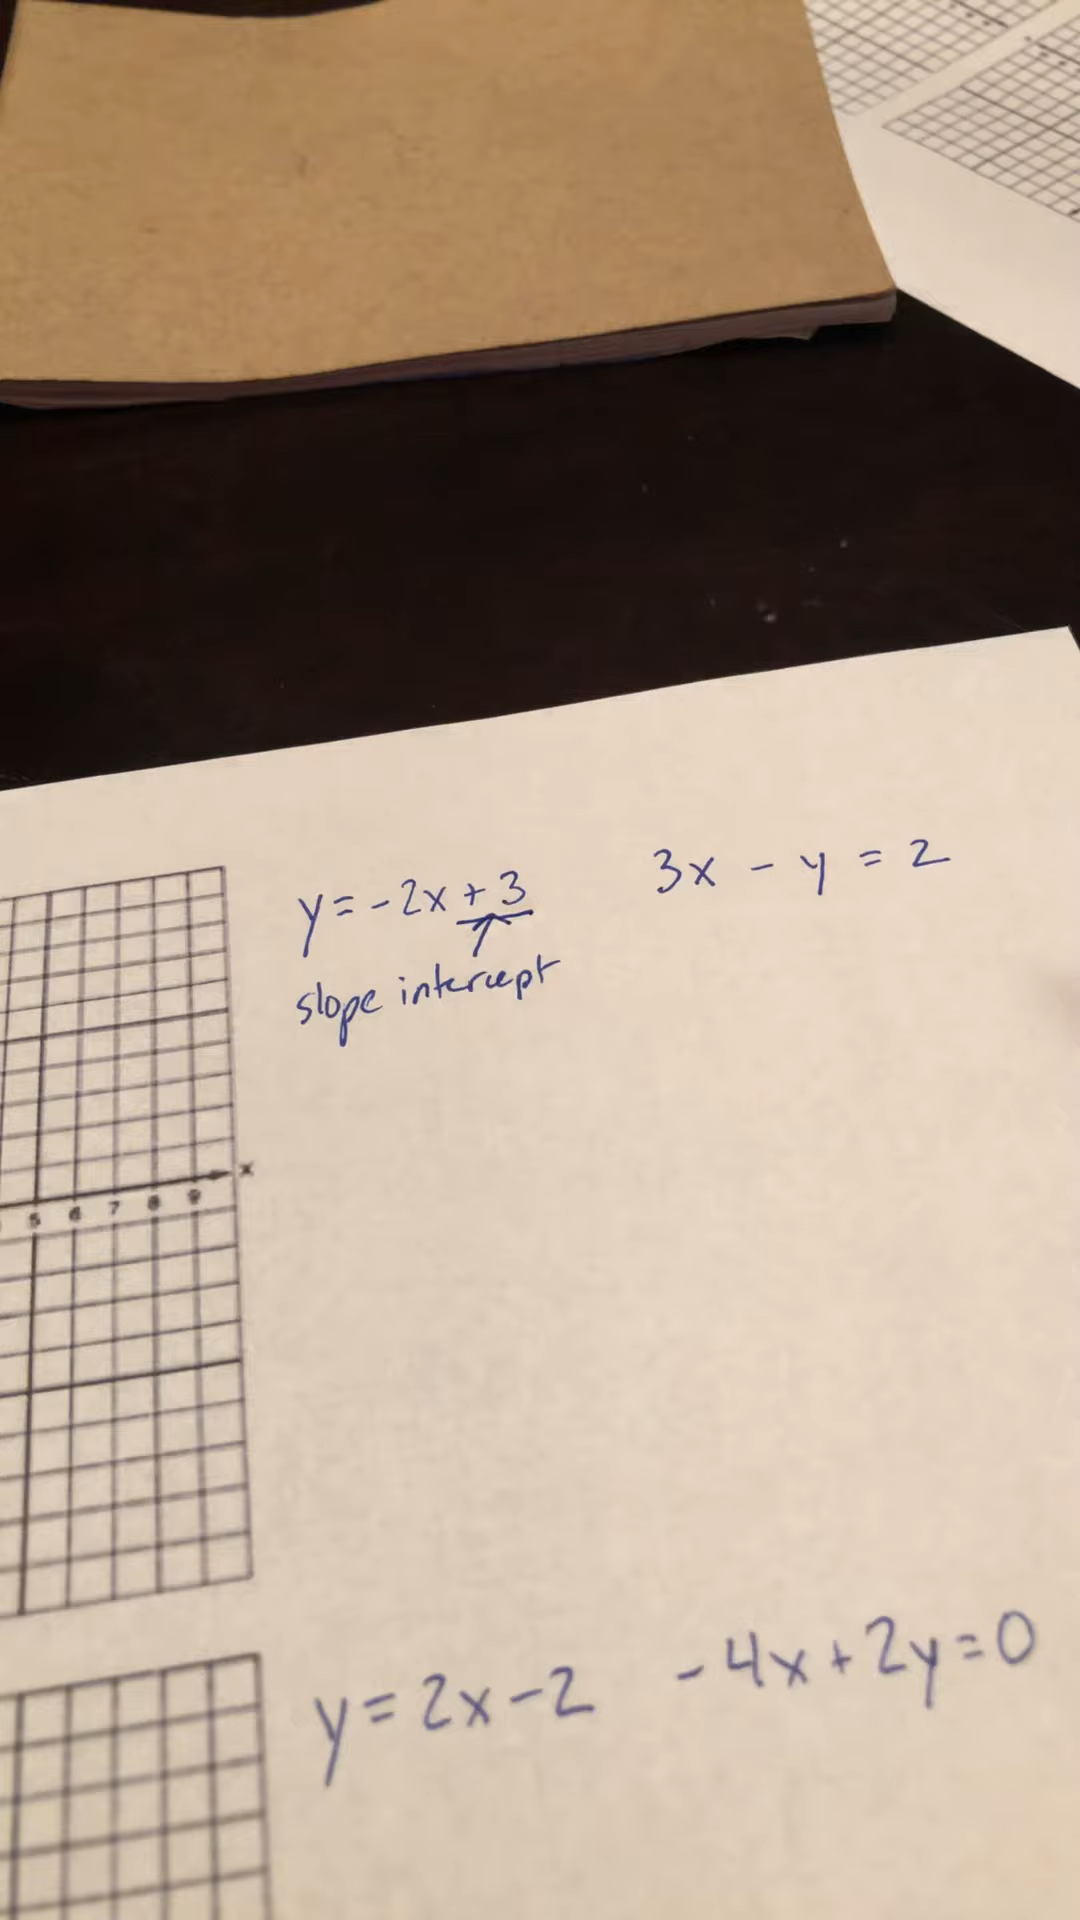 y = -2x + 3
3x - y = 2
slope intercept
x
5 6 7 8 9
y = 2x - 2
-4x + 2y = 0